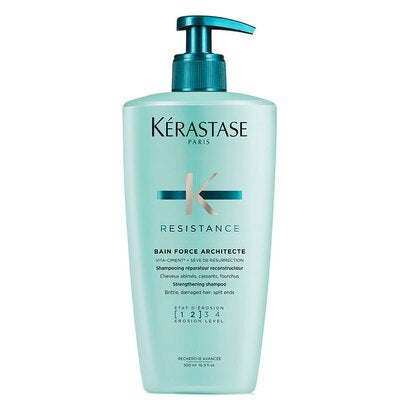 KÉRASTASE
PARIS
K
RESISTANCE
BAIN FORCE ARCHITECTE
VITA-CIMENT® + SÈVE DE RESURRECTION
Shampooing réparateur reconstructeur
Cheveux abîmés, cassants, fourchus
Strengthening shampoo
Brittle, damaged hair, split ends
ÉTAT D'ÉROSION
[1 2] 3 4
EROSION LEVEL
RECHERCHE AVANCÉE
500 ml 16.9 fl.oz